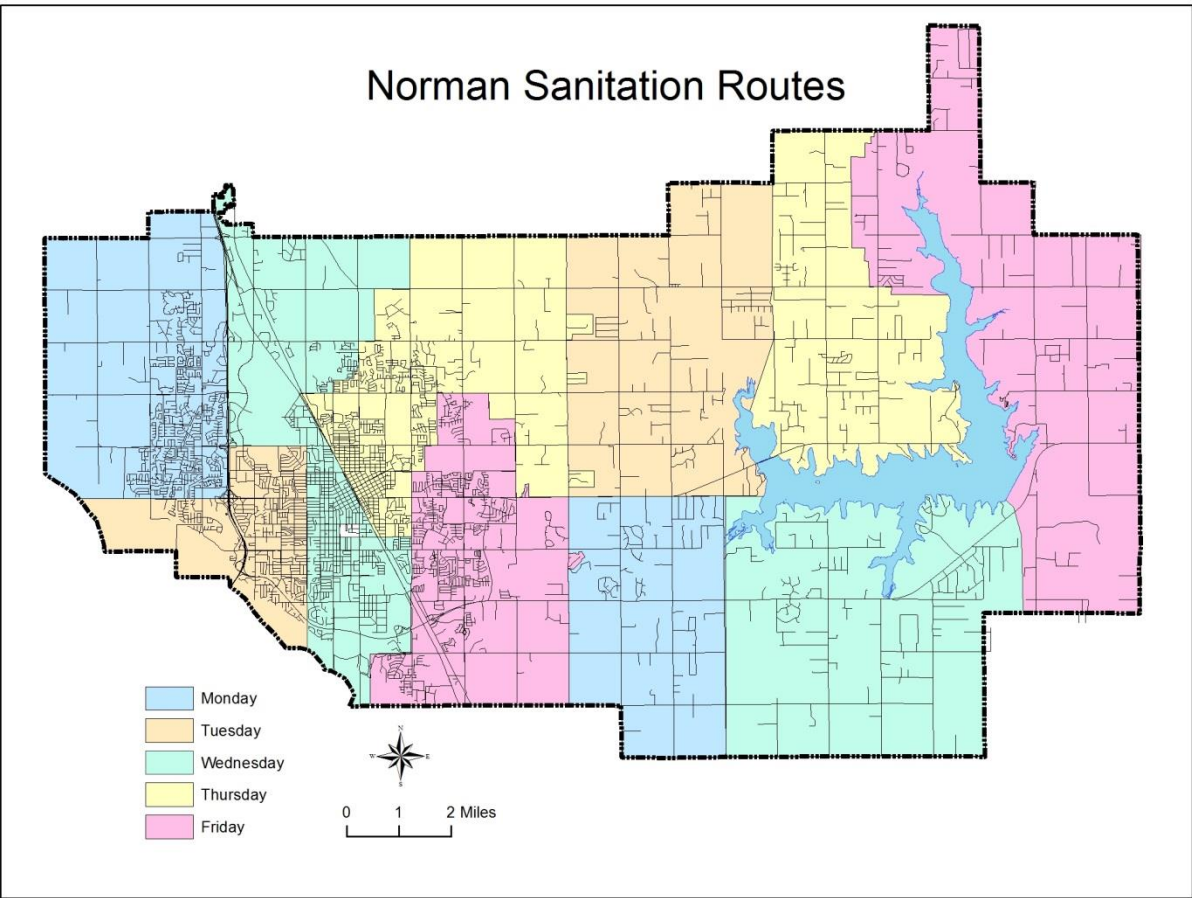 Norman Sanitation Routes
Monday
Tuesday
Wednesday
Thursday
Friday
N
W E
S
0 1 2 Miles